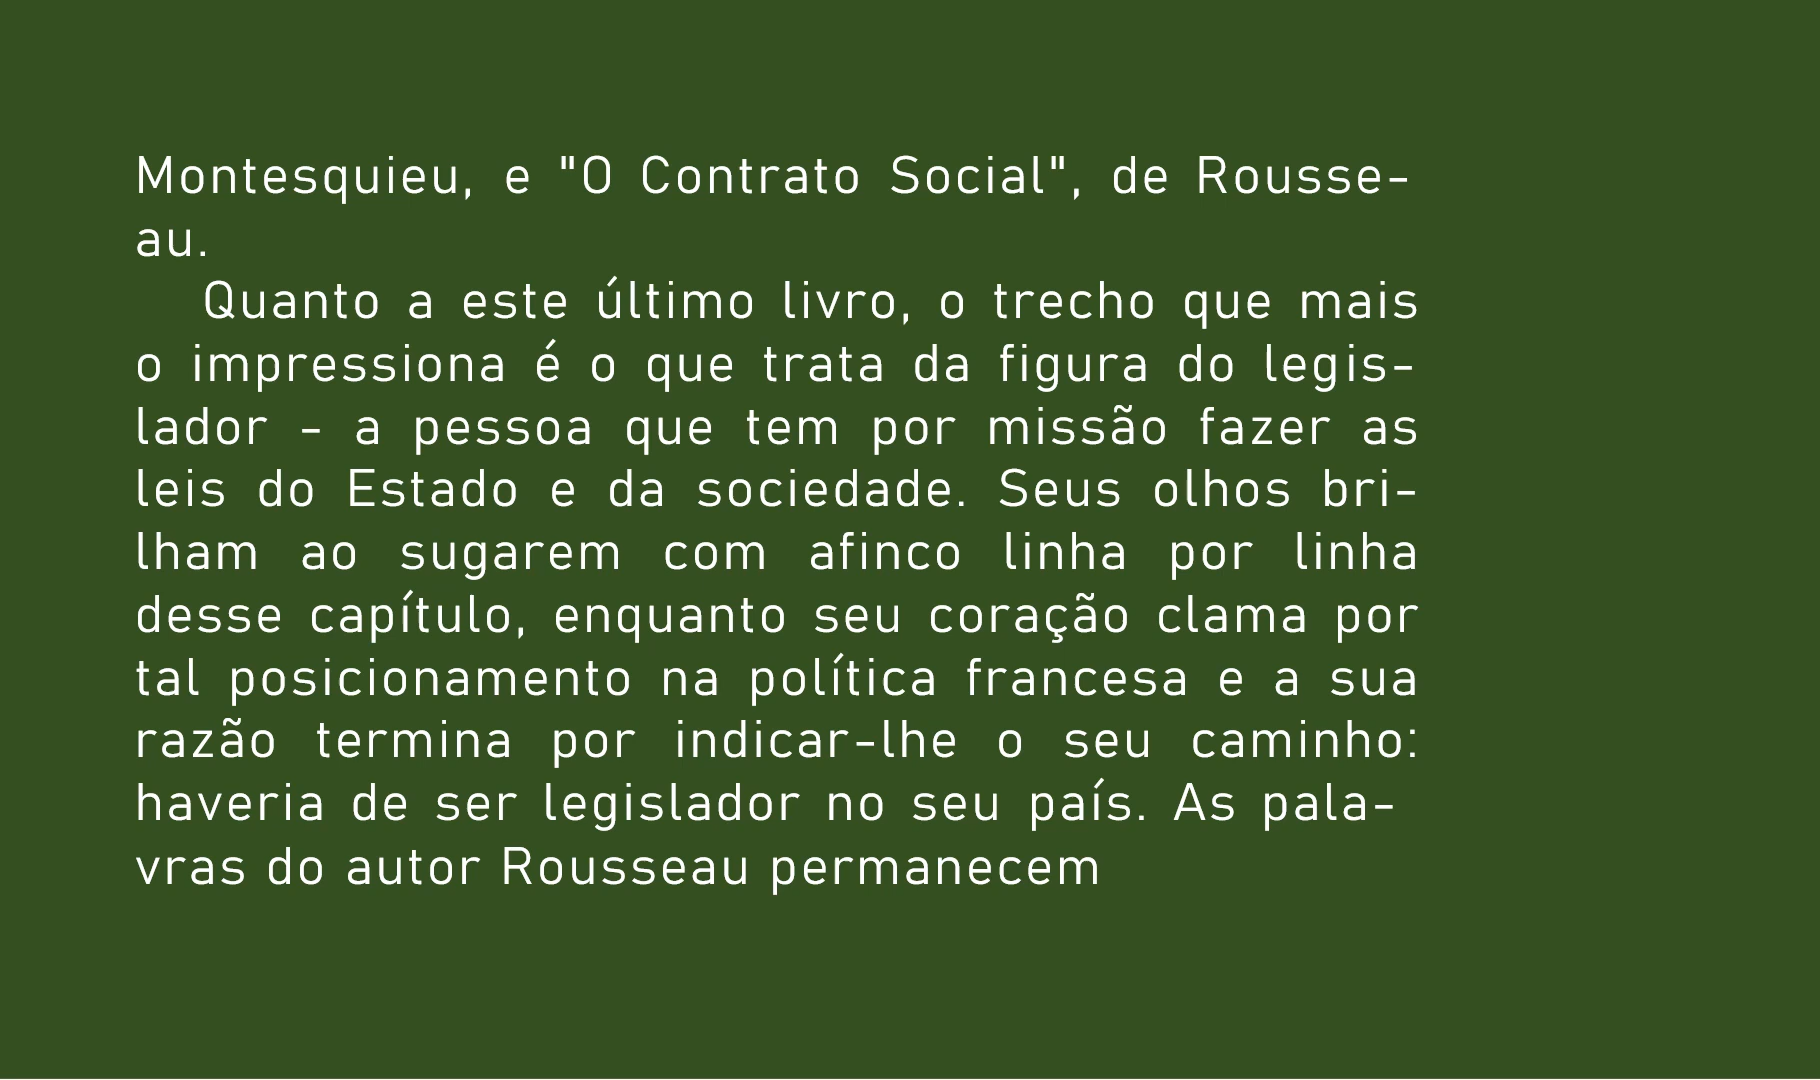 Montesquieu, e "O Contrato Social", de Rousse-
au.
Quanto a este último livro, o trecho que mais
o impressiona é o que trata da figura do legis-
lador - a pessoa que tem por missão fazer as
leis do Estado e da sociedade. Seus olhos bri-
lham ao sugarem com afinco linha por linha
desse capítulo, enquanto seu coração clama por
tal posicionamento na política francesa e a sua
razão termina por indicar-lhe o seu caminho:
haveria de ser legislador no seu país. As pala-
vras do autor Rousseau permanecem